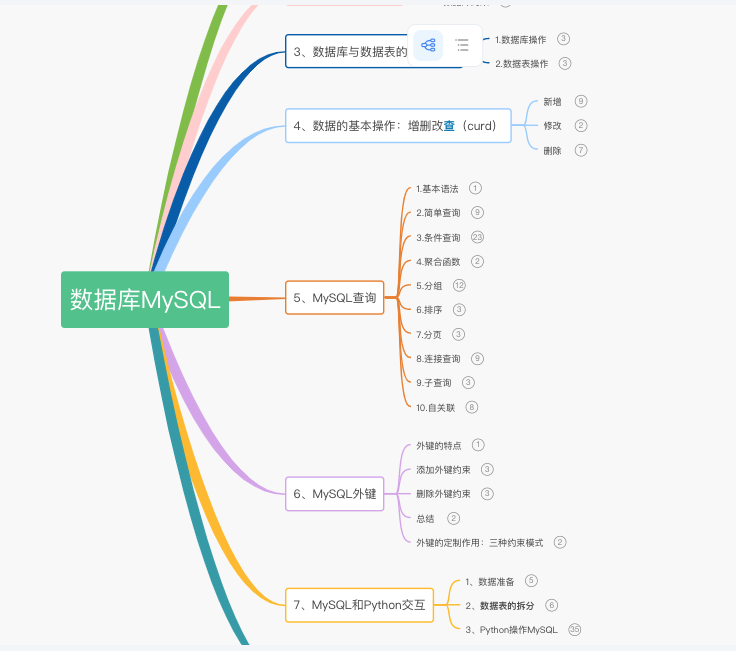 3、数据库与数据表的
1.数据库操作 3
2.数据表操作 3
4、数据的基本操作：增删改查（curd）
新增 9
修改 2
删除 7
数据库MySQL
5、MySQL查询
1.基本语法 1
2.简单查询 9
3.条件查询 23
4.聚合函数 2
5.分组 12
6.排序 3
7.分页 3
8.连接查询 9
9.子查询 3
10.自关联 8
6、MySQL外键
外键的特点 1
添加外键约束 3
删除外键约束 3
总结 2
外键的定制作用：三种约束模式 2
7、MySQL和Python交互
1、数据准备 5
2、数据表的拆分 6
3、Python操作MySQL 35